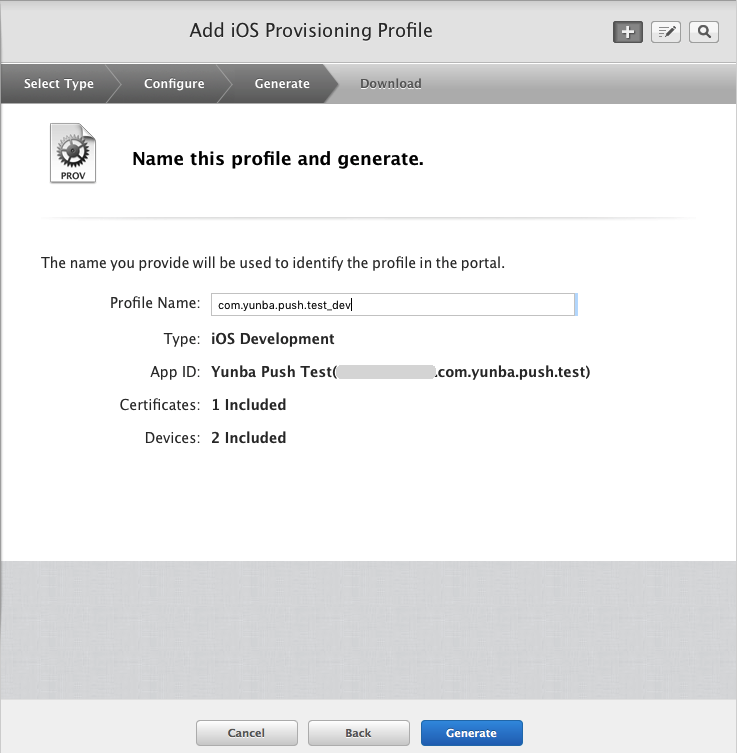 Add iOS Provisioning Profile
Select Type Configure Generate Download
PROV
Name this profile and generate.
The name you provide will be used to identify the profile in the portal.
Profile Name: com.yunba.push.test_dev
Type: iOS Development
App ID: Yunba Push Test( .com.yunba.push.test)
Certificates: 1 Included
Devices: 2 Included
Cancel Back Generate